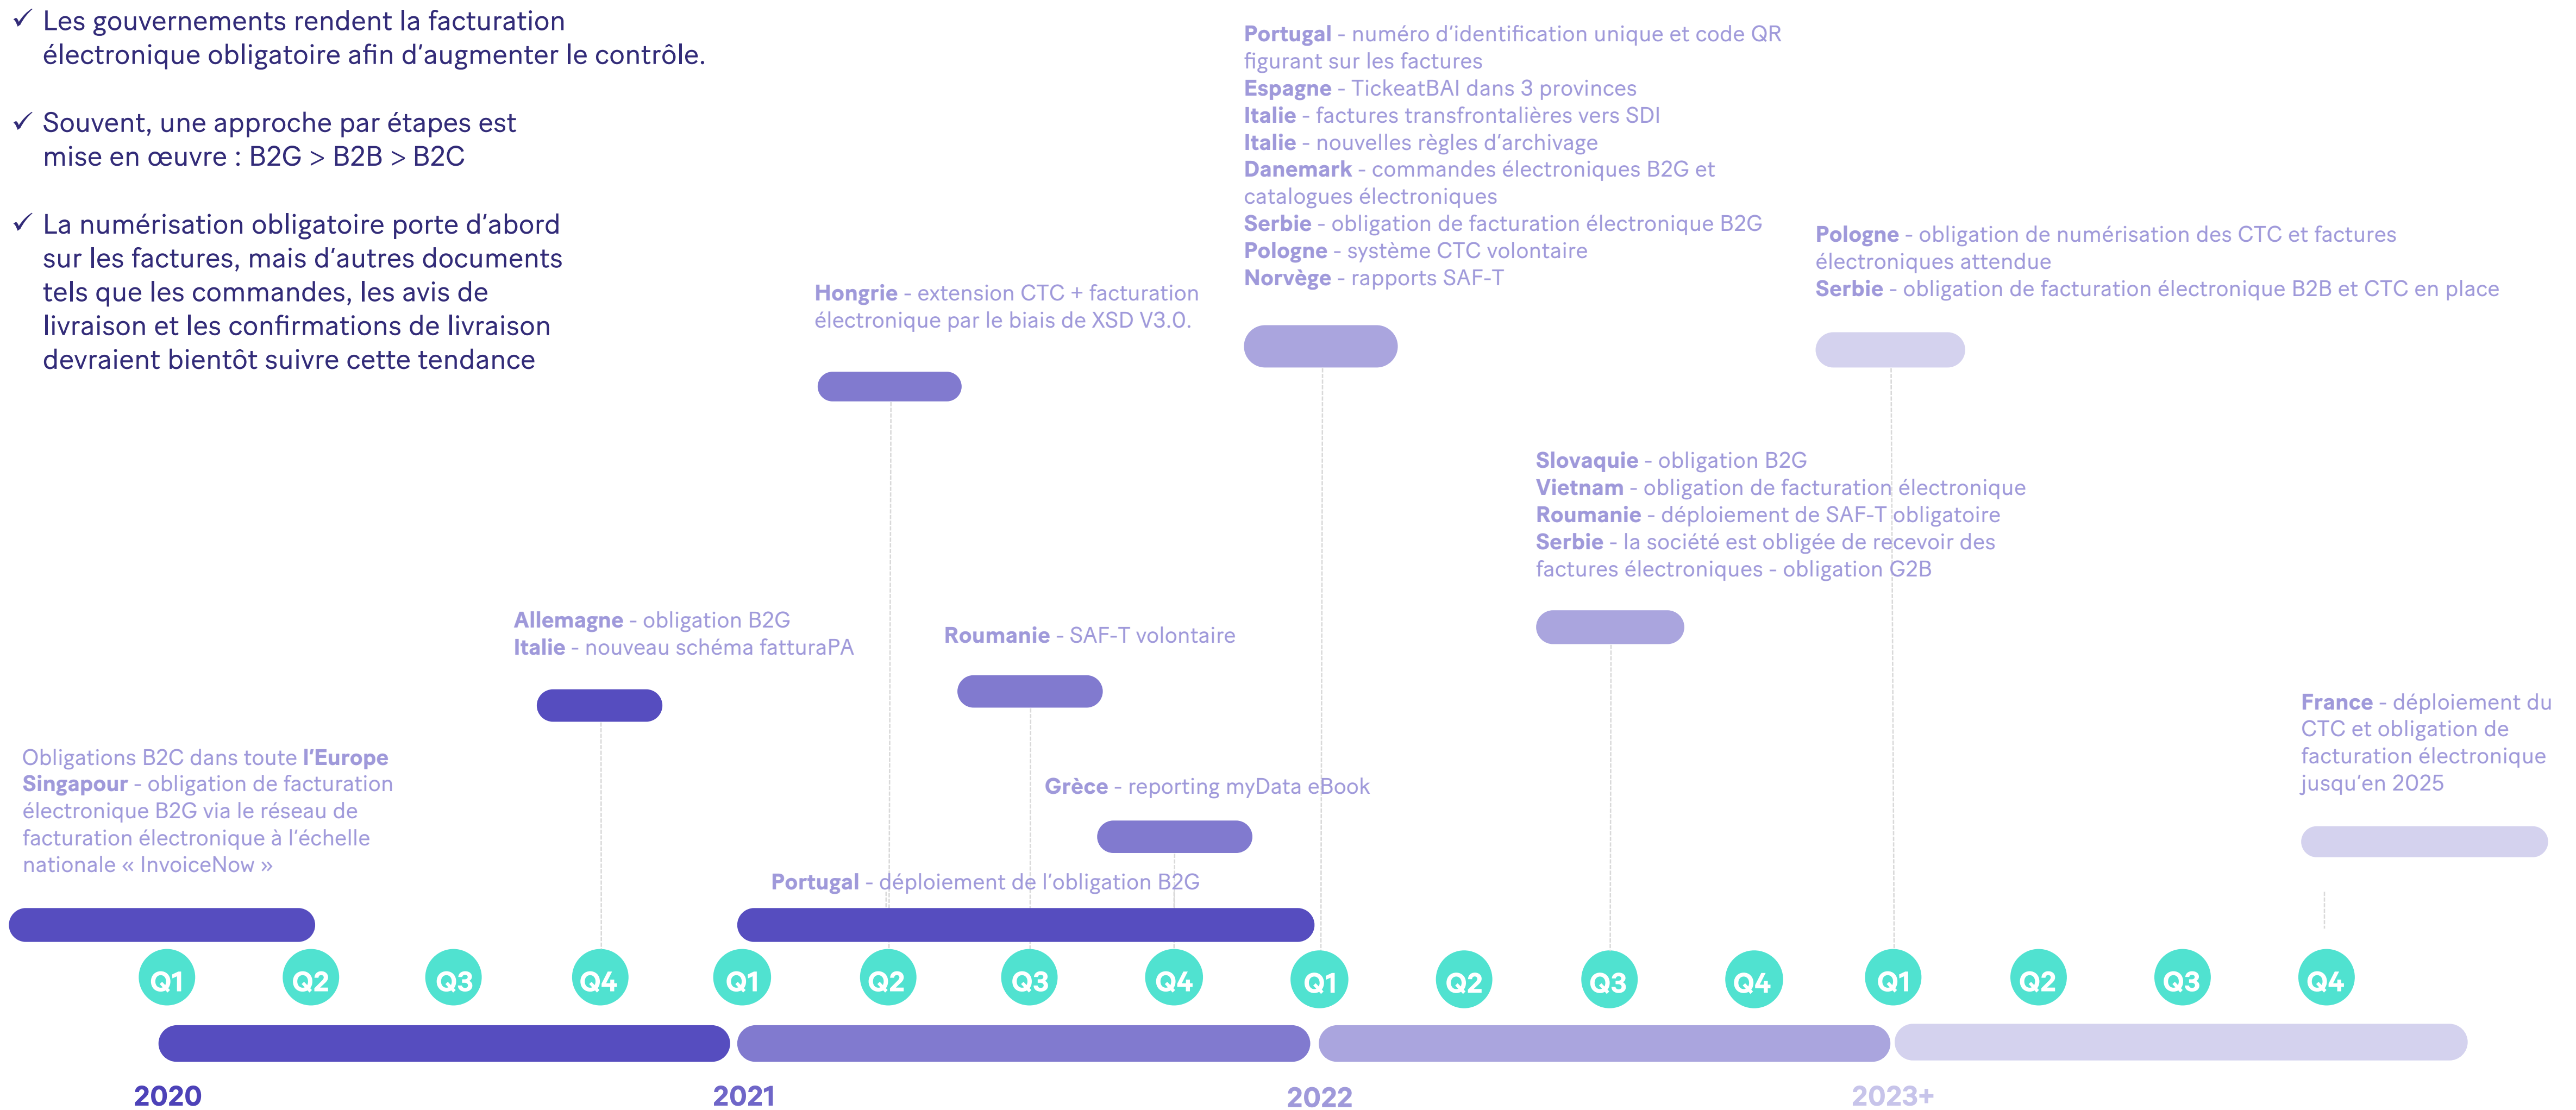 ✓ Les gouvernements rendent la facturation
électronique obligatoire afin d'augmenter le contrôle.
✓ Souvent, une approche par étapes est
mise en œuvre : B2G > B2B > B2C
✓ La numérisation obligatoire porte d'abord
sur les factures, mais d'autres documents
tels que les commandes, les avis de
livraison et les confirmations de livraison
devraient bientôt suivre cette tendance
Portugal - numéro d'identification unique et code QR
figurant sur les factures
Espagne - TickeatBAI dans 3 provinces
Italie - factures transfrontalières vers SDI
Italie - nouvelles règles d'archivage
Danemark - commandes électroniques B2G et
catalogues électroniques
Serbie - obligation de facturation électronique B2G
Pologne - système CTC volontaire
Norvège - rapports SAF-T
Pologne - obligation de numérisation des CTC et factures
électroniques attendue
Serbie - obligation de facturation électronique B2B et CTC en place
Hongrie - extension CTC + facturation
électronique par le biais de XSD V3.0.
Slovaquie - obligation B2G
Vietnam - obligation de facturation électronique
Roumanie - déploiement de SAF-T obligatoire
Serbie - la société est obligée de recevoir des
factures électroniques - obligation G2B
Allemagne - obligation B2G
Italie - nouveau schéma fatturaPA
Roumanie - SAF-T volontaire
France - déploiement du
CTC et obligation de
facturation électronique
jusqu'en 2025
Obligations B2C dans toute l'Europe
Singapour - obligation de facturation
électronique B2G via le réseau de
facturation électronique à l'échelle
nationale « InvoiceNow »
Grèce - reporting myData eBook
Portugal - déploiement de l'obligation B2G
Q1 Q2 Q3 Q4 Q1 Q2 Q3 Q4 Q1 Q2 Q3 Q4 Q1 Q2 Q3 Q4
2020 2021 2022 2023+